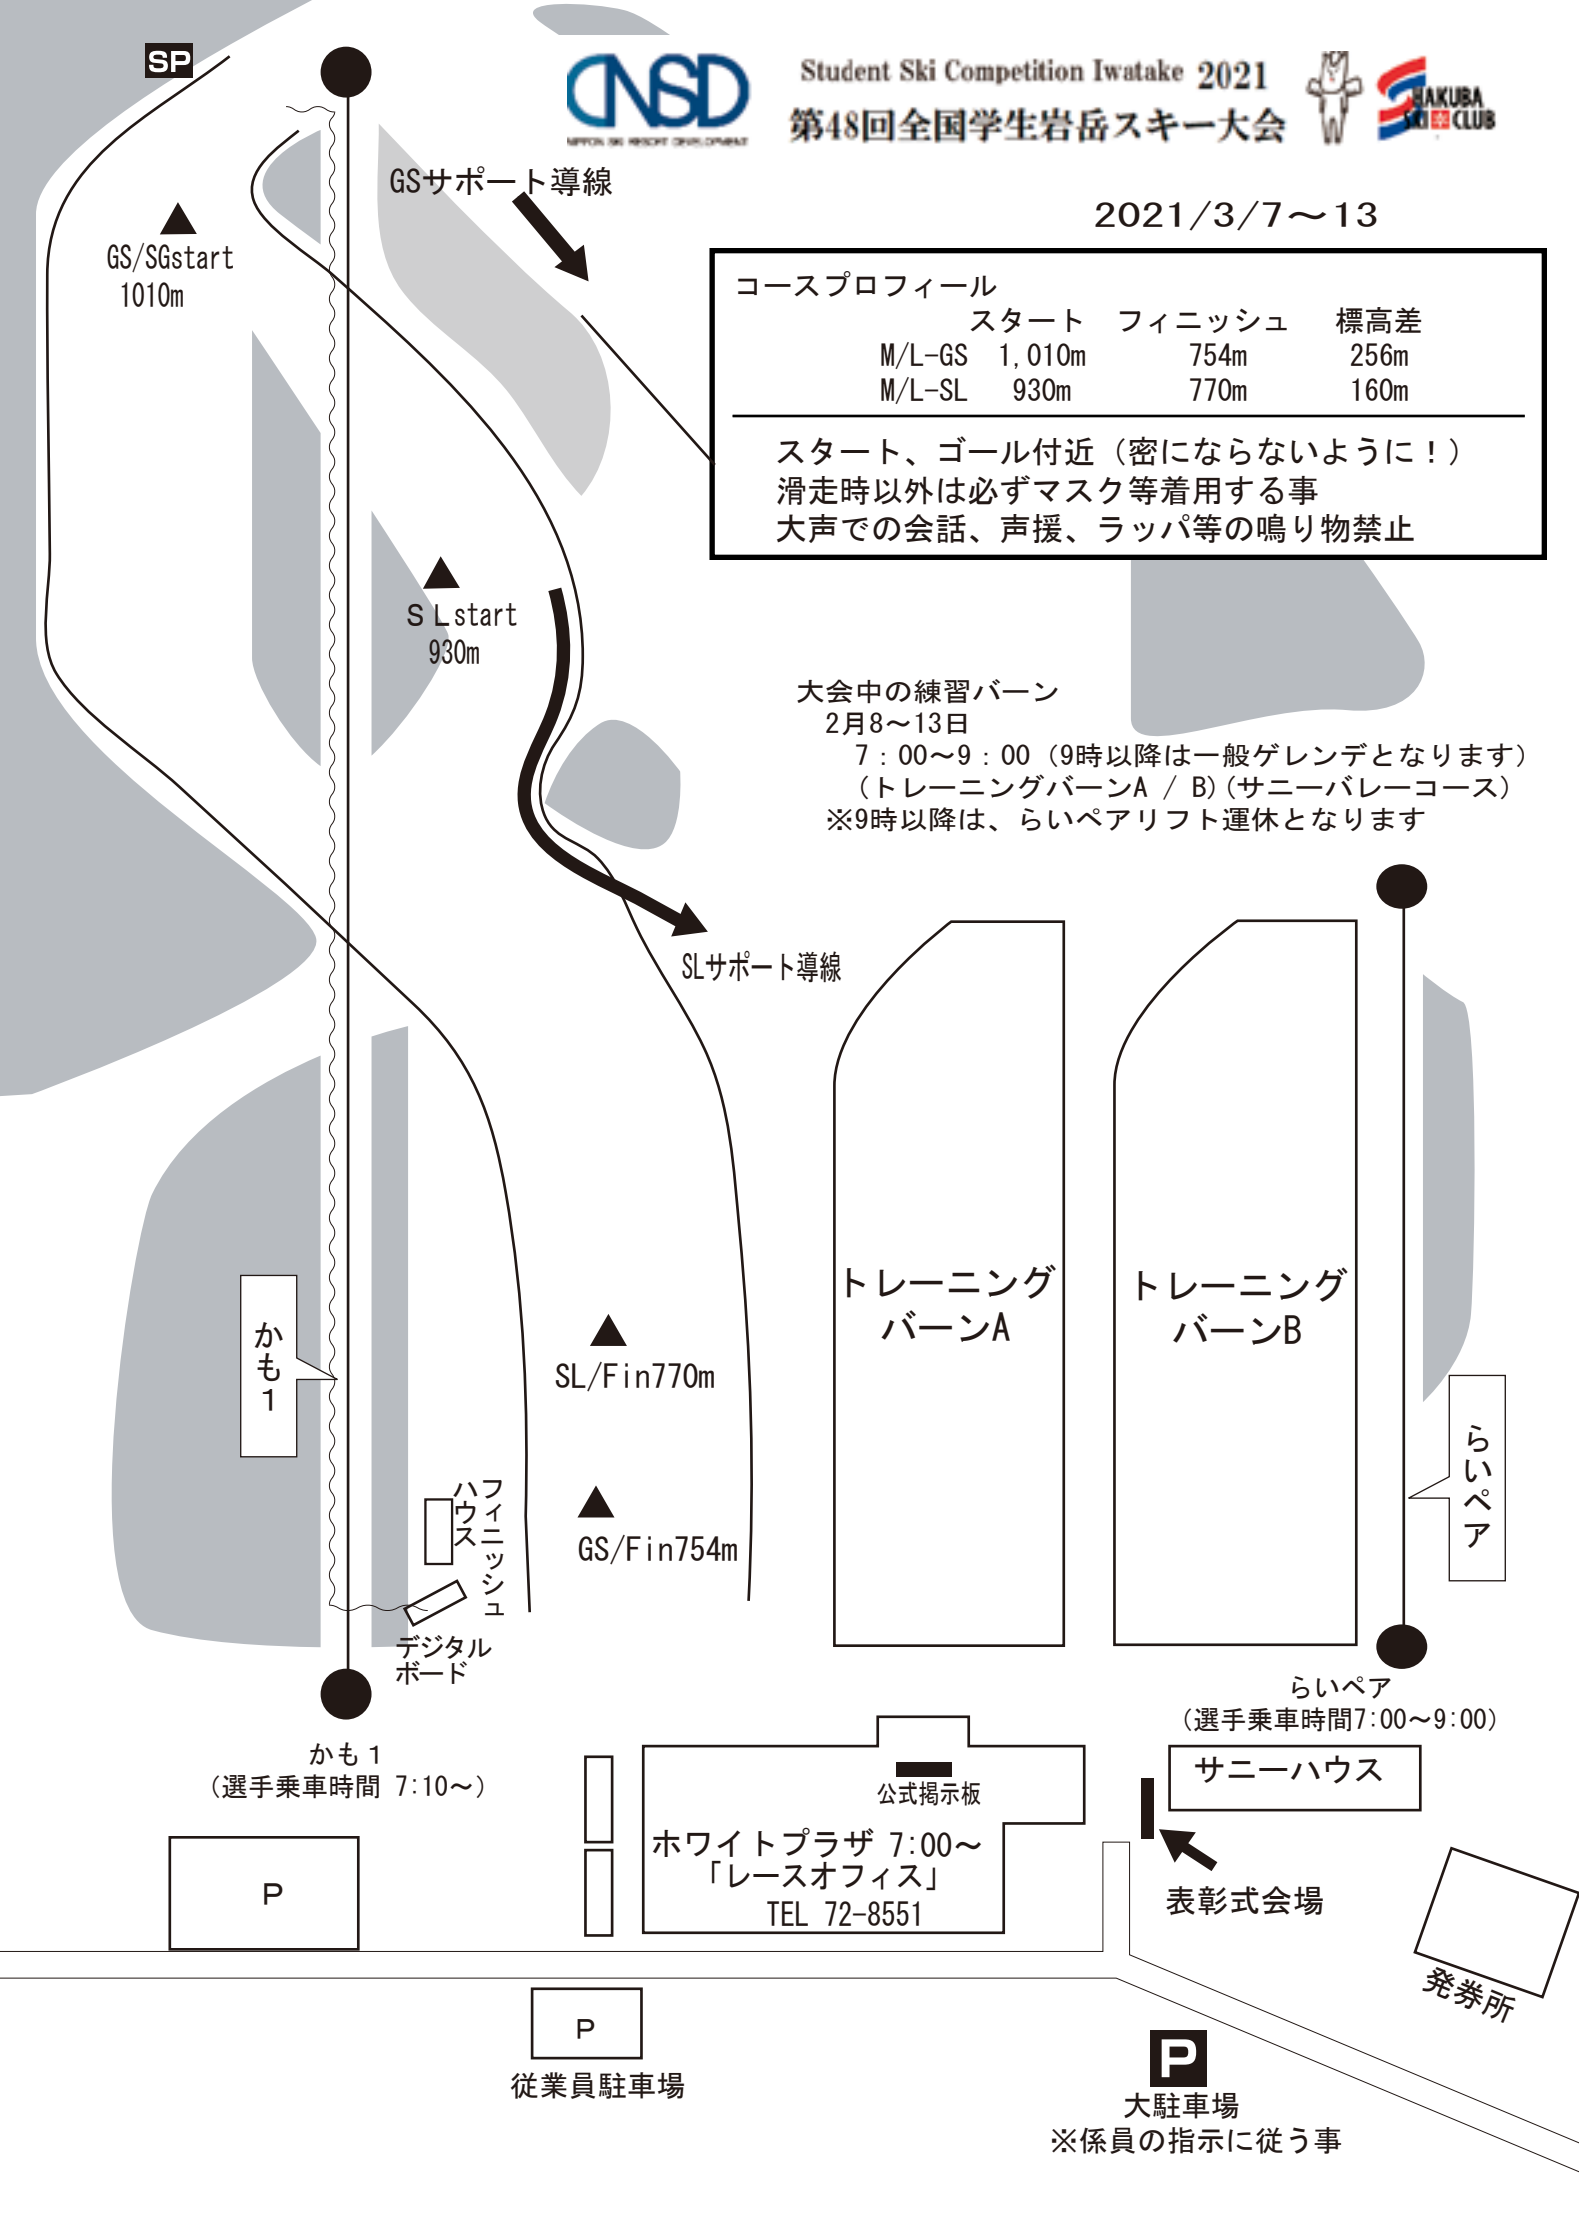 SP
CNSD
NIPPON SKI RESORT DEVELOPMENT
Student Ski Competition Iwatake 2021
第48回全国学生岩岳スキー大会
HAKUBA
SKI CLUB
2021/3/7～13
GSサポート導線
GS/SGstart
1010m
コースプロフィール
スタート フィニッシュ 標高差
M/L-GS 1,010m 754m 256m
M/L-SL 930m 770m 160m
スタート、ゴール付近（密にならないように！）
滑走時以外は必ずマスク等着用する事
大声での会話、声援、ラッパ等の鳴り物禁止
ＳＬstart
930m
大会中の練習バーン
2月8～13日
7：00～9：00（9時以降は一般ゲレンデとなります）
（トレーニングバーンA / B)(サニーバレーコース）
※9時以降は、らいペアリフト運休となります
SLサポート導線
トレーニング
バーンA
トレーニング
バーンB
かも１
SL/Fin770m
らいペア
フィニッシュ
ハウス
GS/Fin754m
デジタル
ボード
らいペア
（選手乗車時間7:00～9:00）
かも１
（選手乗車時間 7:10～）
サニーハウス
公式掲示板
ホワイトプラザ 7:00～
「レースオフィス」
TEL 72-8551
表彰式会場
P
発券所
P
従業員駐車場
P
大駐車場
※係員の指示に従う事